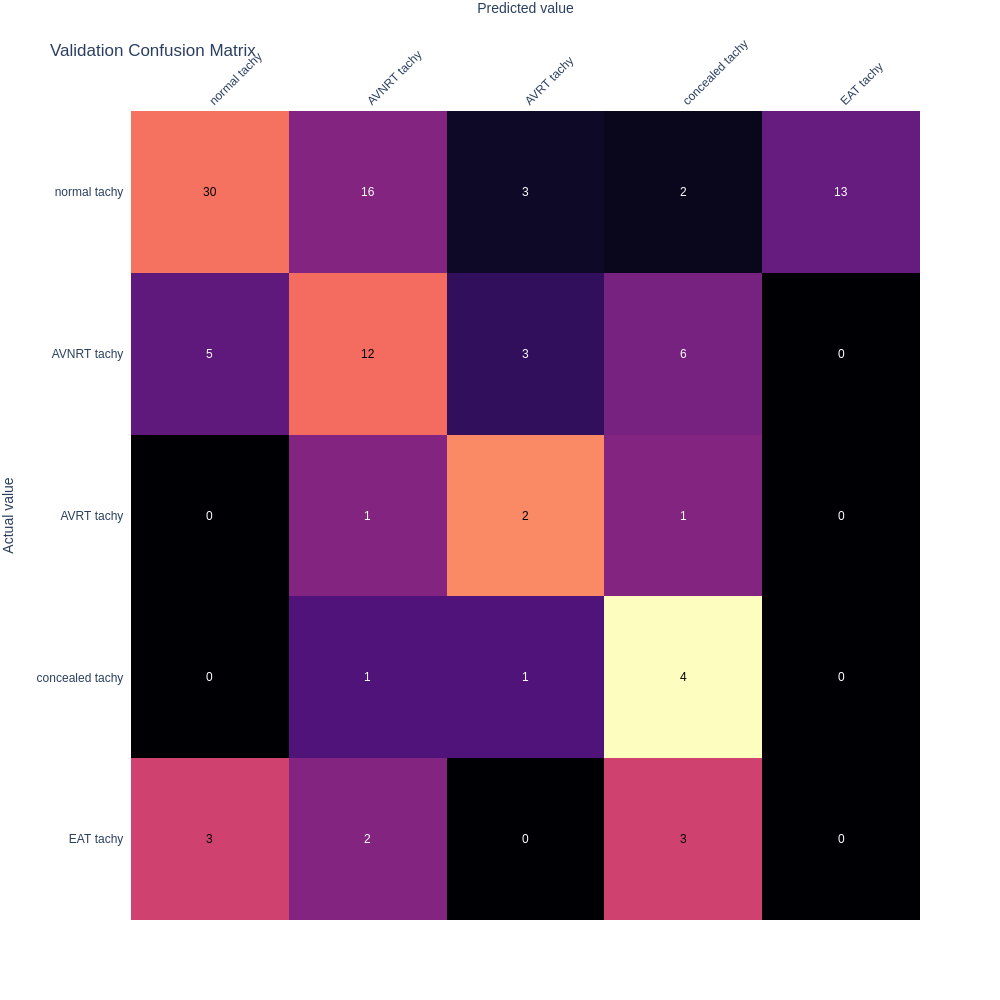 Predicted value
Validation Confusion Matrix
normal tachy
AVNRT tachy
AVRT tachy
concealed tachy
EAT tachy
normal tachy 30 16 3 2 13
AVNRT tachy 5 12 3 6 0
AVRT tachy 0 1 2 1 0
concealed tachy 0 1 1 4 0
EAT tachy 3 2 0 3 0
Actual value